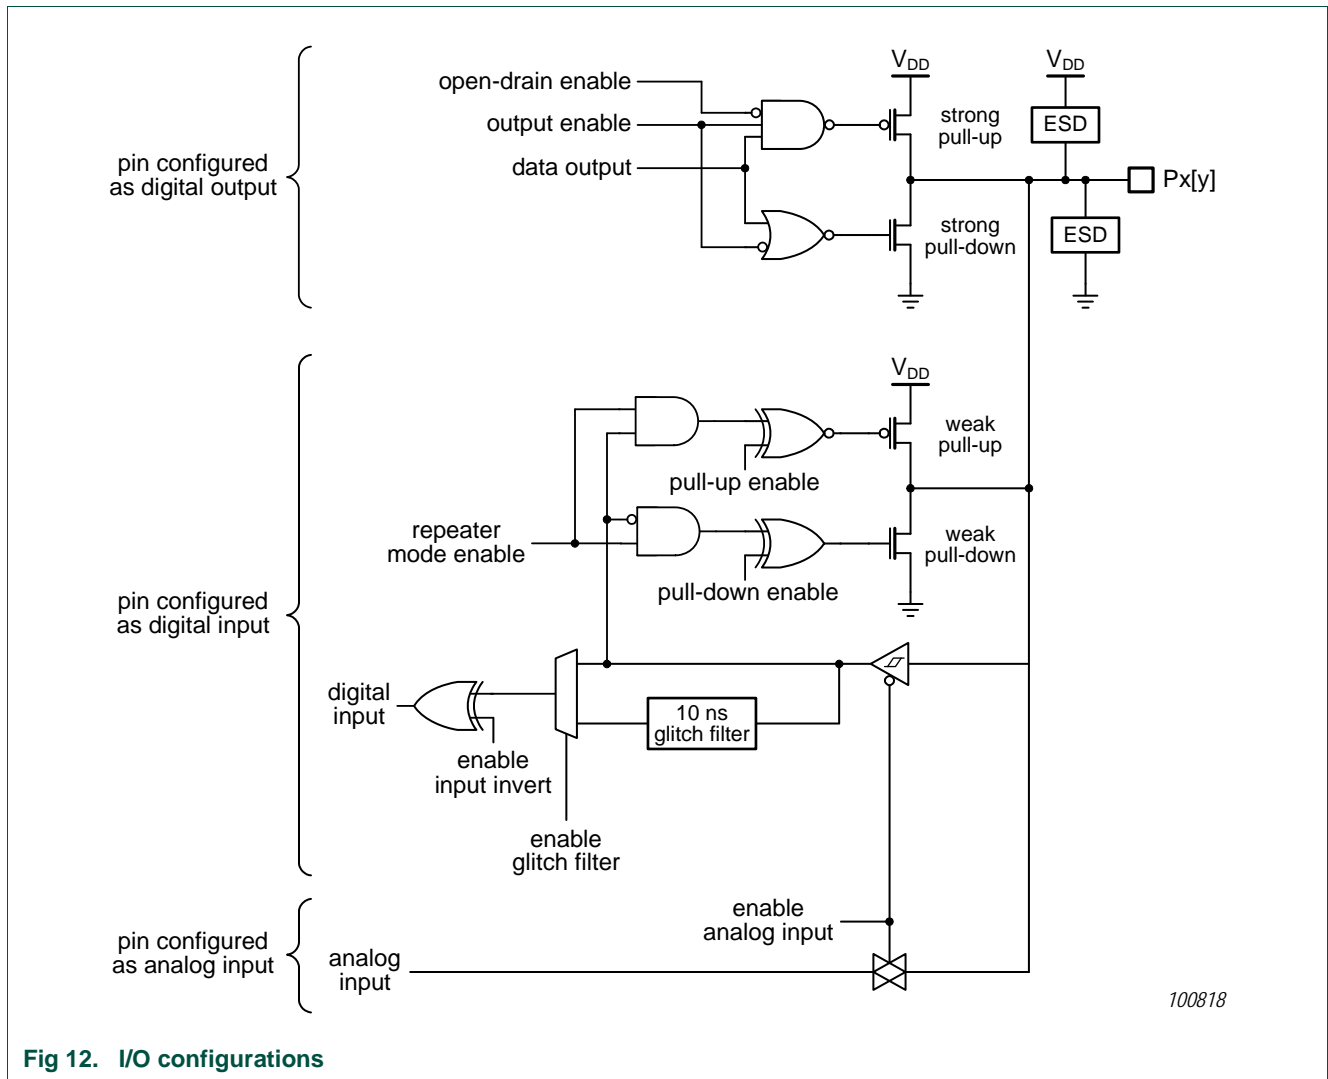 V_DD
V_DD
open-drain enable
output enable
data output
strong
pull-up
ESD
pin configured
as digital output
Px[y]
strong
pull-down
ESD
V_DD
weak
pull-up
pull-up enable
repeater
mode enable
weak
pull-down
pull-down enable
pin configured
as digital input
digital
input
10 ns
glitch filter
enable
input invert
enable
glitch filter
enable
analog input
pin configured
as analog input
analog
input
100818
Fig 12. I/O configurations